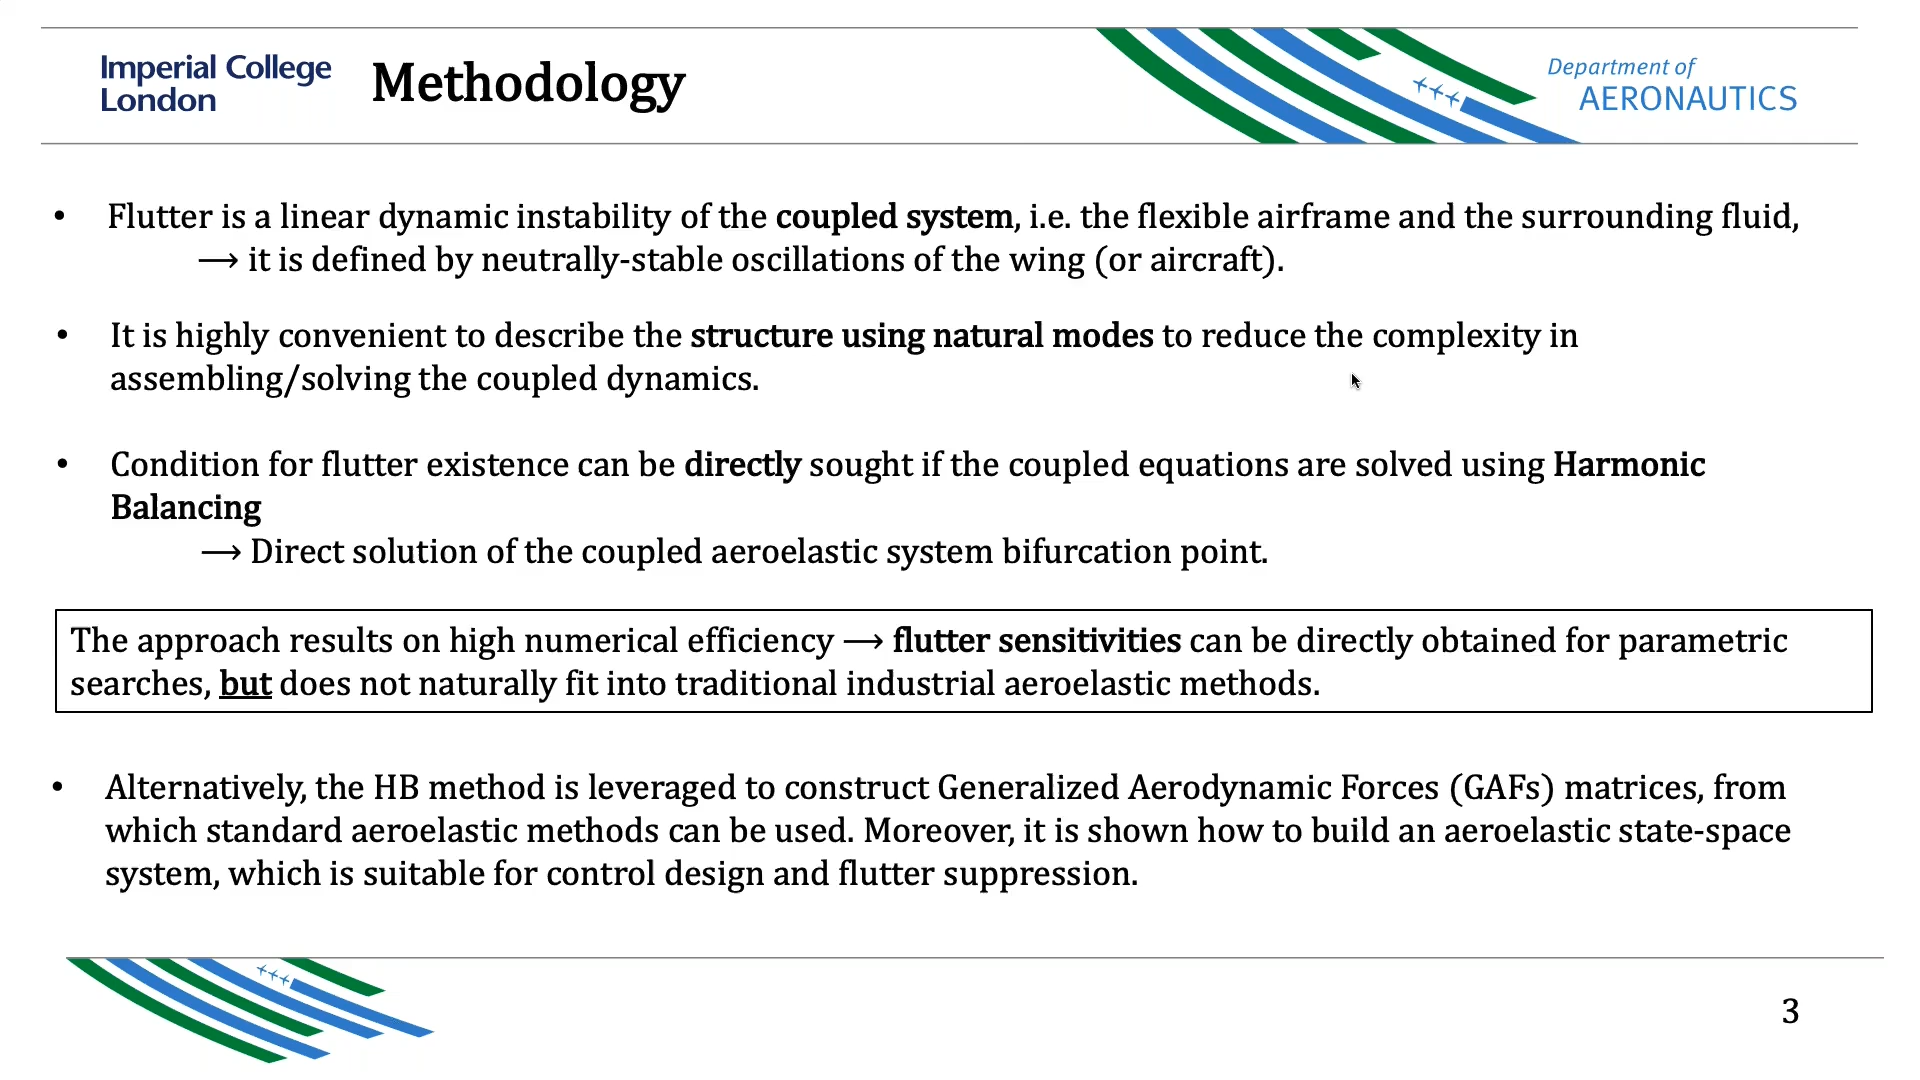 Imperial College
London
Methodology
Department of
AERONAUTICS
• Flutter is a linear dynamic instability of the coupled system, i.e. the flexible airframe and the surrounding fluid,
⟶ it is defined by neutrally-stable oscillations of the wing (or aircraft).
• It is highly convenient to describe the structure using natural modes to reduce the complexity in
assembling/solving the coupled dynamics.
• Condition for flutter existence can be directly sought if the coupled equations are solved using Harmonic
Balancing
⟶ Direct solution of the coupled aeroelastic system bifurcation point.
The approach results on high numerical efficiency ⟶ flutter sensitivities can be directly obtained for parametric
searches, but does not naturally fit into traditional industrial aeroelastic methods.
• Alternatively, the HB method is leveraged to construct Generalized Aerodynamic Forces (GAFs) matrices, from
which standard aeroelastic methods can be used. Moreover, it is shown how to build an aeroelastic state-space
system, which is suitable for control design and flutter suppression.
3